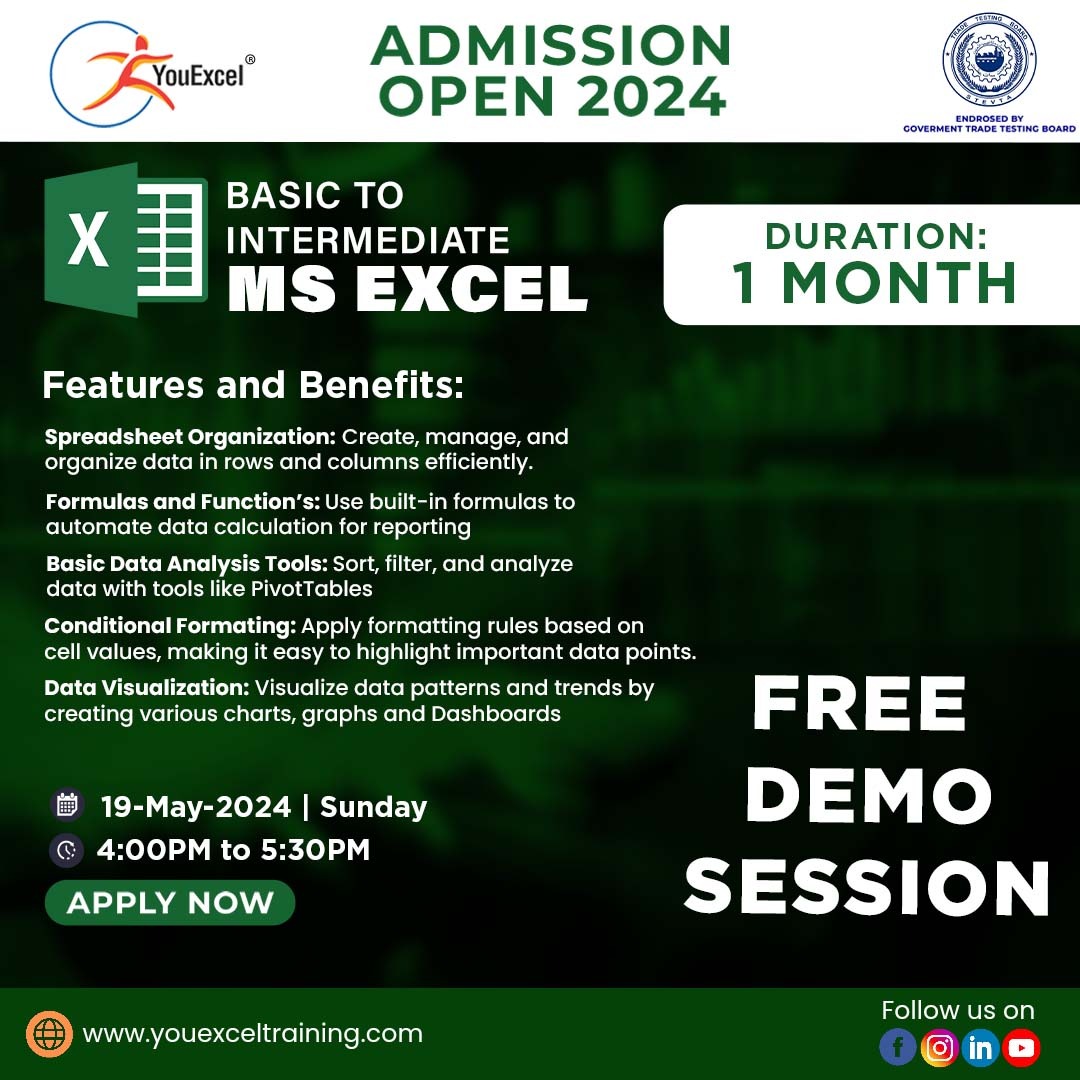 YouExcel®
ADMISSION
OPEN 2024
TRADE TESTING BOARD
STEVTA
ENDROSED BY
GOVERMENT TRADE TESTING BOARD
X
BASIC TO
INTERMEDIATE
MS EXCEL
DURATION:
1 MONTH
Features and Benefits:
Spreadsheet Organization: Create, manage, and
organize data in rows and columns efficiently.
Formulas and Function's: Use built-in formulas to
automate data calculation for reporting
Basic Data Analysis Tools: Sort, filter, and analyze
data with tools like PivotTables
Conditional Formating: Apply formatting rules based on
cell values, making it easy to highlight important data points.
Data Visualization: Visualize data patterns and trends by
creating various charts, graphs and Dashboards
FREE
DEMO
SESSION
19-May-2024 | Sunday
4:00PM to 5:30PM
APPLY NOW
www.youexceltraining.com
Follow us on